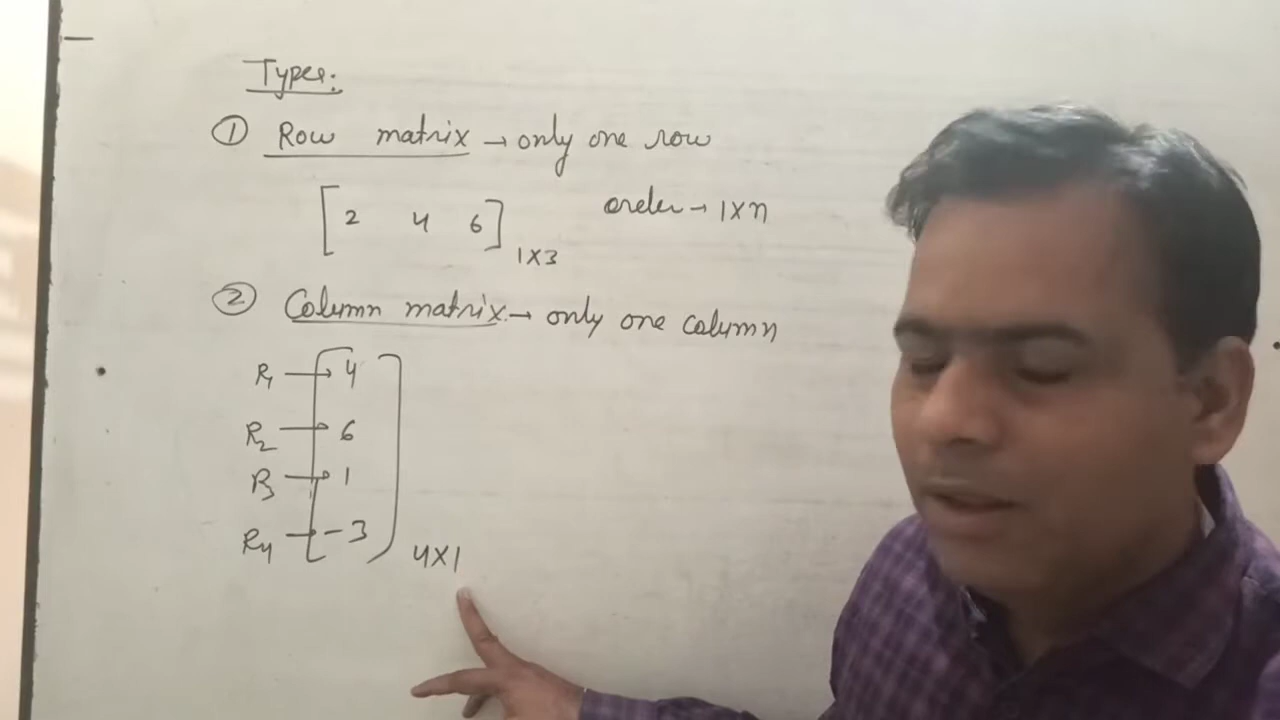 Types:
① Row matrix → only one row
[2 4 6] 1×3 order → 1×n
② Column matrix. → only one column
R1 → 4
R2 → 6
R3 → 1
R4 → -3
4×1